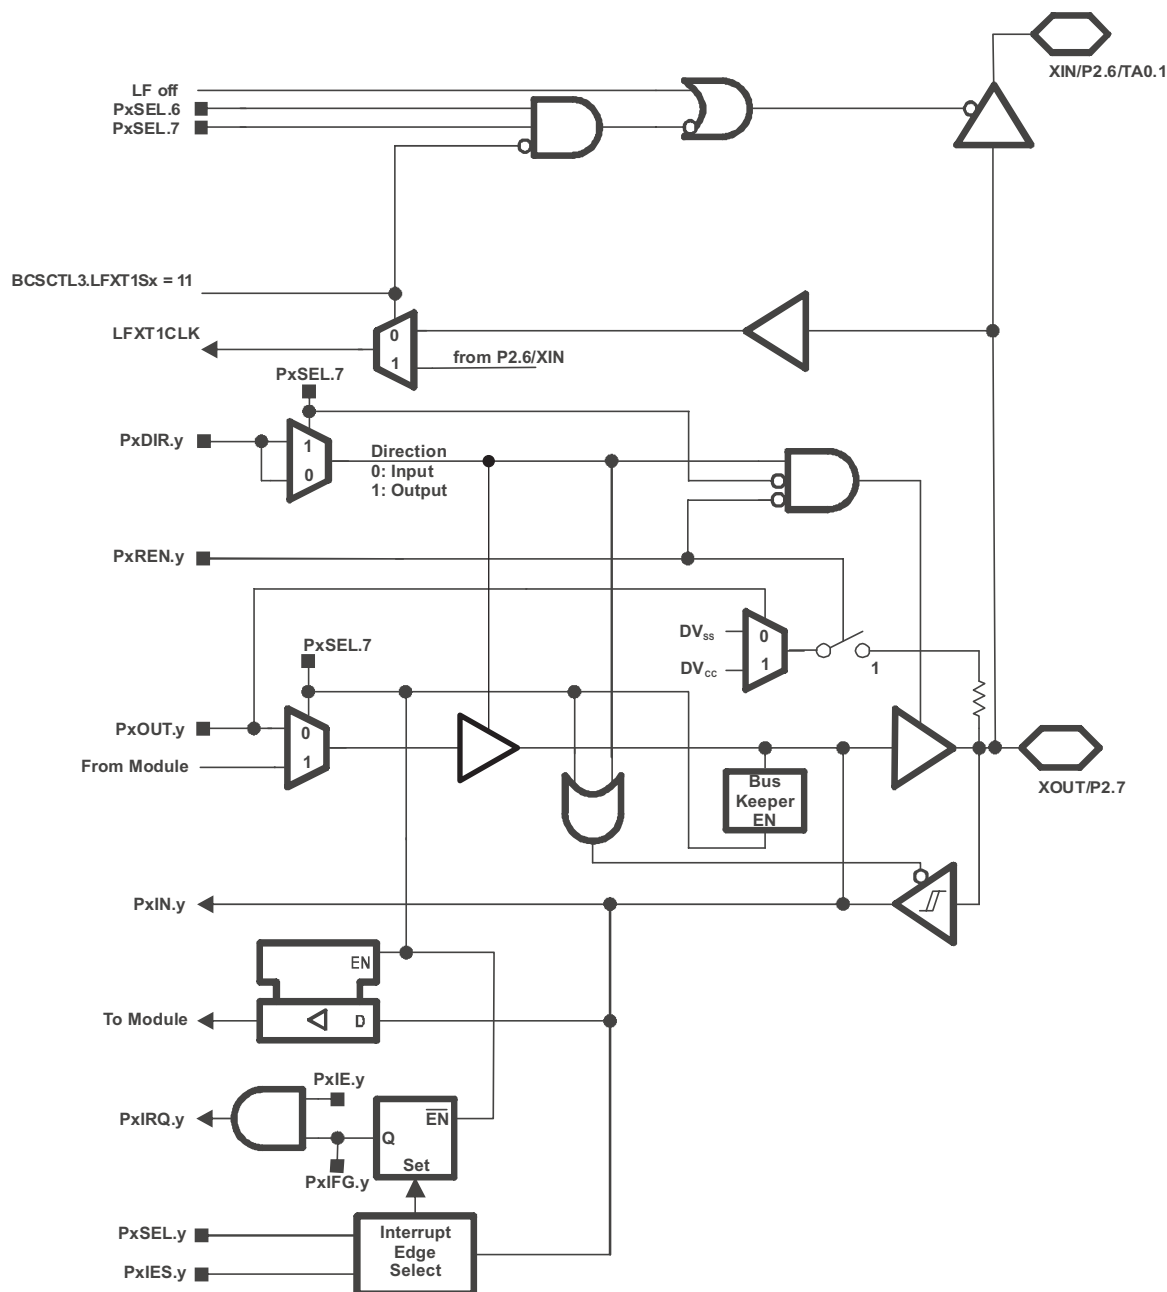 XIN/P2.6/TA0.1
LF off
PxSEL.6
PxSEL.7
BCSCTL3.LFXT1Sx = 11
LFXT1CLK
0
1
from P2.6/XIN
PxSEL.7
PxDIR.y
1
0
Direction
0: Input
1: Output
PxREN.y
DVSS
0
DVCC
1
1
PxSEL.7
PxOUT.y
0
From Module
1
Bus
Keeper
EN
XOUT/P2.7
PxIN.y
EN
To Module
D
PxIE.y
PxIRQ.y
EN
Q
Set
PxIFG.y
PxSEL.y
PxIES.y
Interrupt
Edge
Select